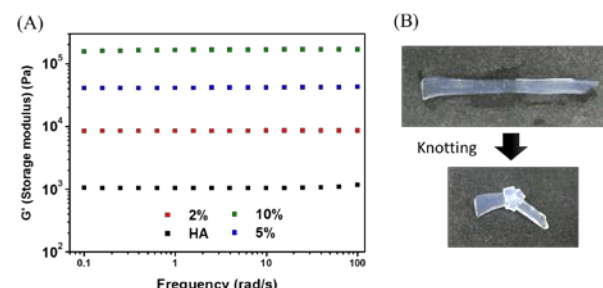 (A)
G' (Storage modulus) (Pa)
10⁵
10⁴
10³
10²
2%
10%
HA
5%
0.1
1
10
100
Frequency (rad/s)
(B)
Knotting